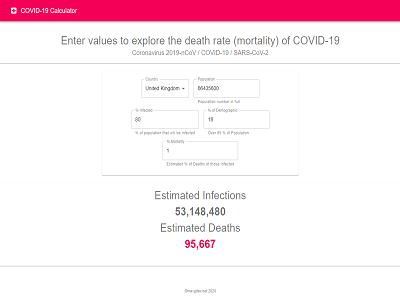 COVID-19 Calculator
Enter values to explore the death rate (mortality) of COVID-19
Coronavirus 2019-nCoV / COVID-19 / SARS-CoV-2
Country
United Kingdom
Population
66435600
Population number in full
% Infected
80
% of population that will be infected
% of Demographic
18
Over 65 % of Population
% Mortality
1
Estimated % of Deaths of those Infected
Estimated Infections
53,148,480
Estimated Deaths
95,667